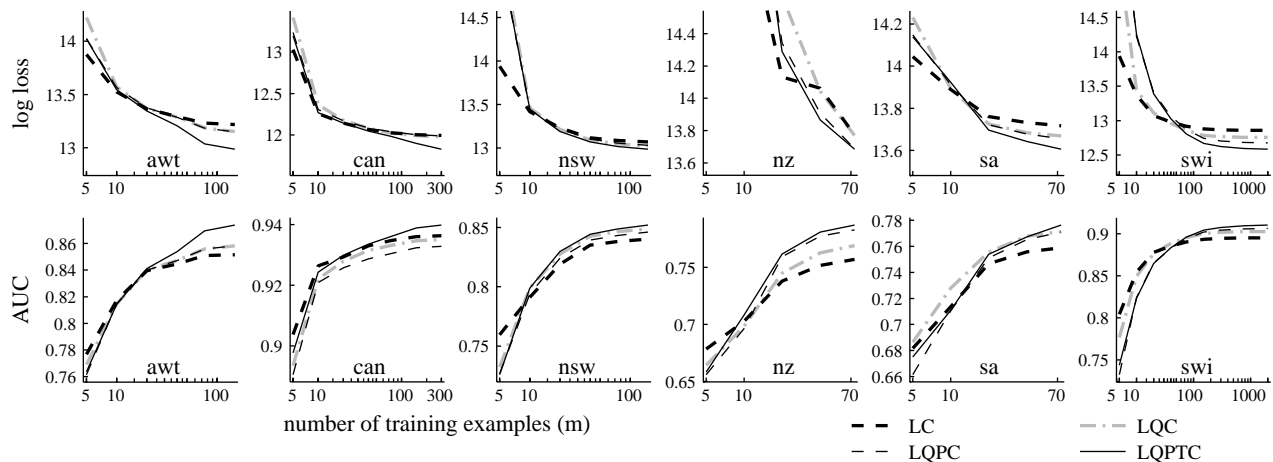 log loss
14
13.5
13
5 10 100
awt
13
12.5
12
5 10 100 300
can
14.5
14
13.5
13
5 10 100
nsw
14.4
14.2
14
13.8
13.6
5 10 70
nz
14.2
14
13.8
13.6
5 10 70
sa
14.5
14
13.5
13
12.5
5 10 100 1000
swi
AUC
0.86
0.84
0.82
0.8
0.78
0.76
5 10 100
awt
0.94
0.92
0.9
5 10 100 300
can
0.85
0.8
0.75
5 10 100
nsw
0.75
0.7
0.65
5 10 70
nz
0.78
0.76
0.74
0.72
0.7
0.68
0.66
5 10 70
sa
0.9
0.85
0.8
0.75
5 10 100 1000
swi
number of training examples (m)
LC LQC
LQPC LQPTC